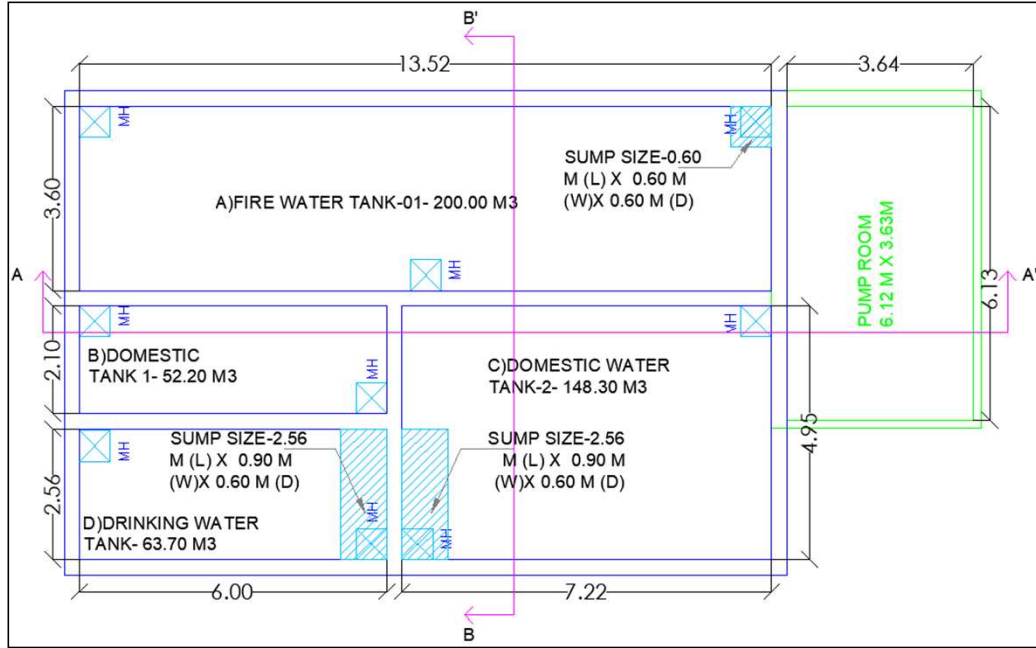 B'
13.52
3.64
MH
MH
SUMP SIZE-0.60
M (L) X 0.60 M
(W)X 0.60 M (D)
A)FIRE WATER TANK-01- 200.00 M3
3.60
PUMP ROOM
6.12 M X 3.63M
6.13
A
A'
MH
MH
MH
B)DOMESTIC
TANK 1- 52.20 M3
2.10
MH
C)DOMESTIC WATER
TANK-2- 148.30 M3
4.95
SUMP SIZE-2.56
M (L) X 0.90 M
(W)X 0.60 M (D)
SUMP SIZE-2.56
M (L) X 0.90 M
(W)X 0.60 M (D)
MH
2.56
MH
MH
D)DRINKING WATER
TANK- 63.70 M3
6.00
7.22
B